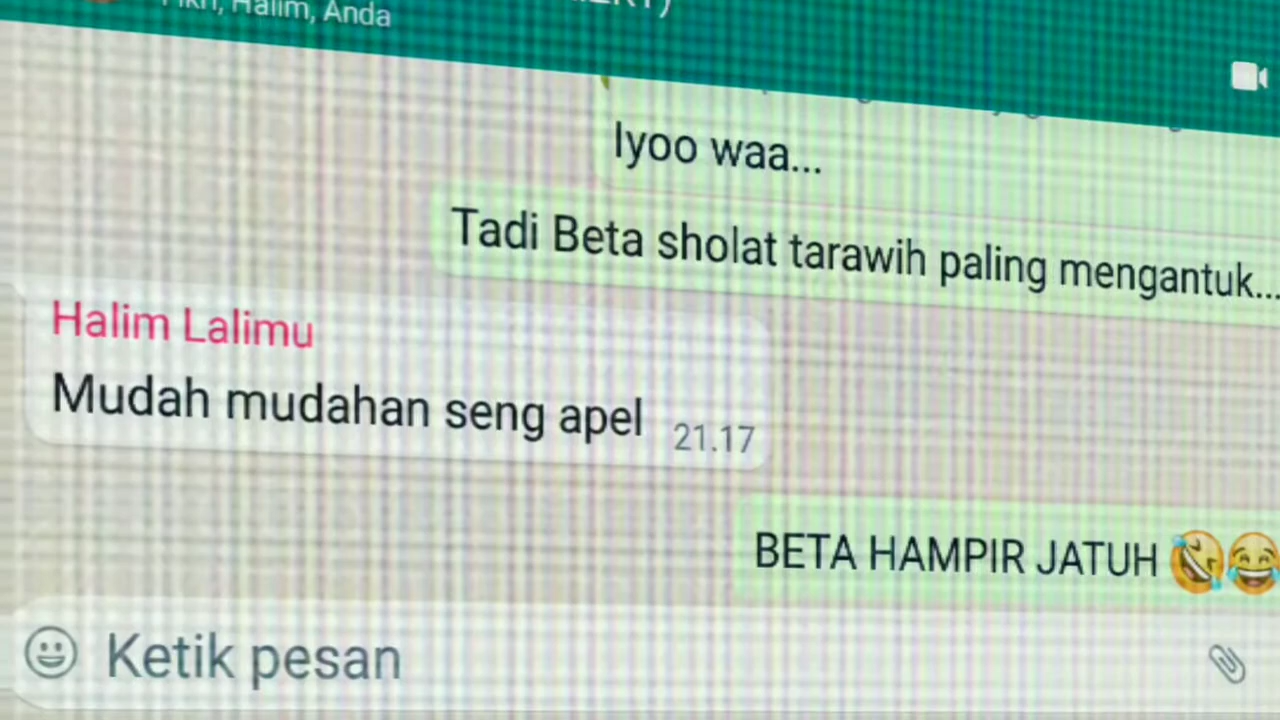 Halim, Anda
Iyoo waa...
Tadi Beta sholat tarawih paling mengantuk...
Halim Lalimu
Mudah mudahan seng apel 21.17
BETA HAMPIR JATUH 🤣😂
Ketik pesan